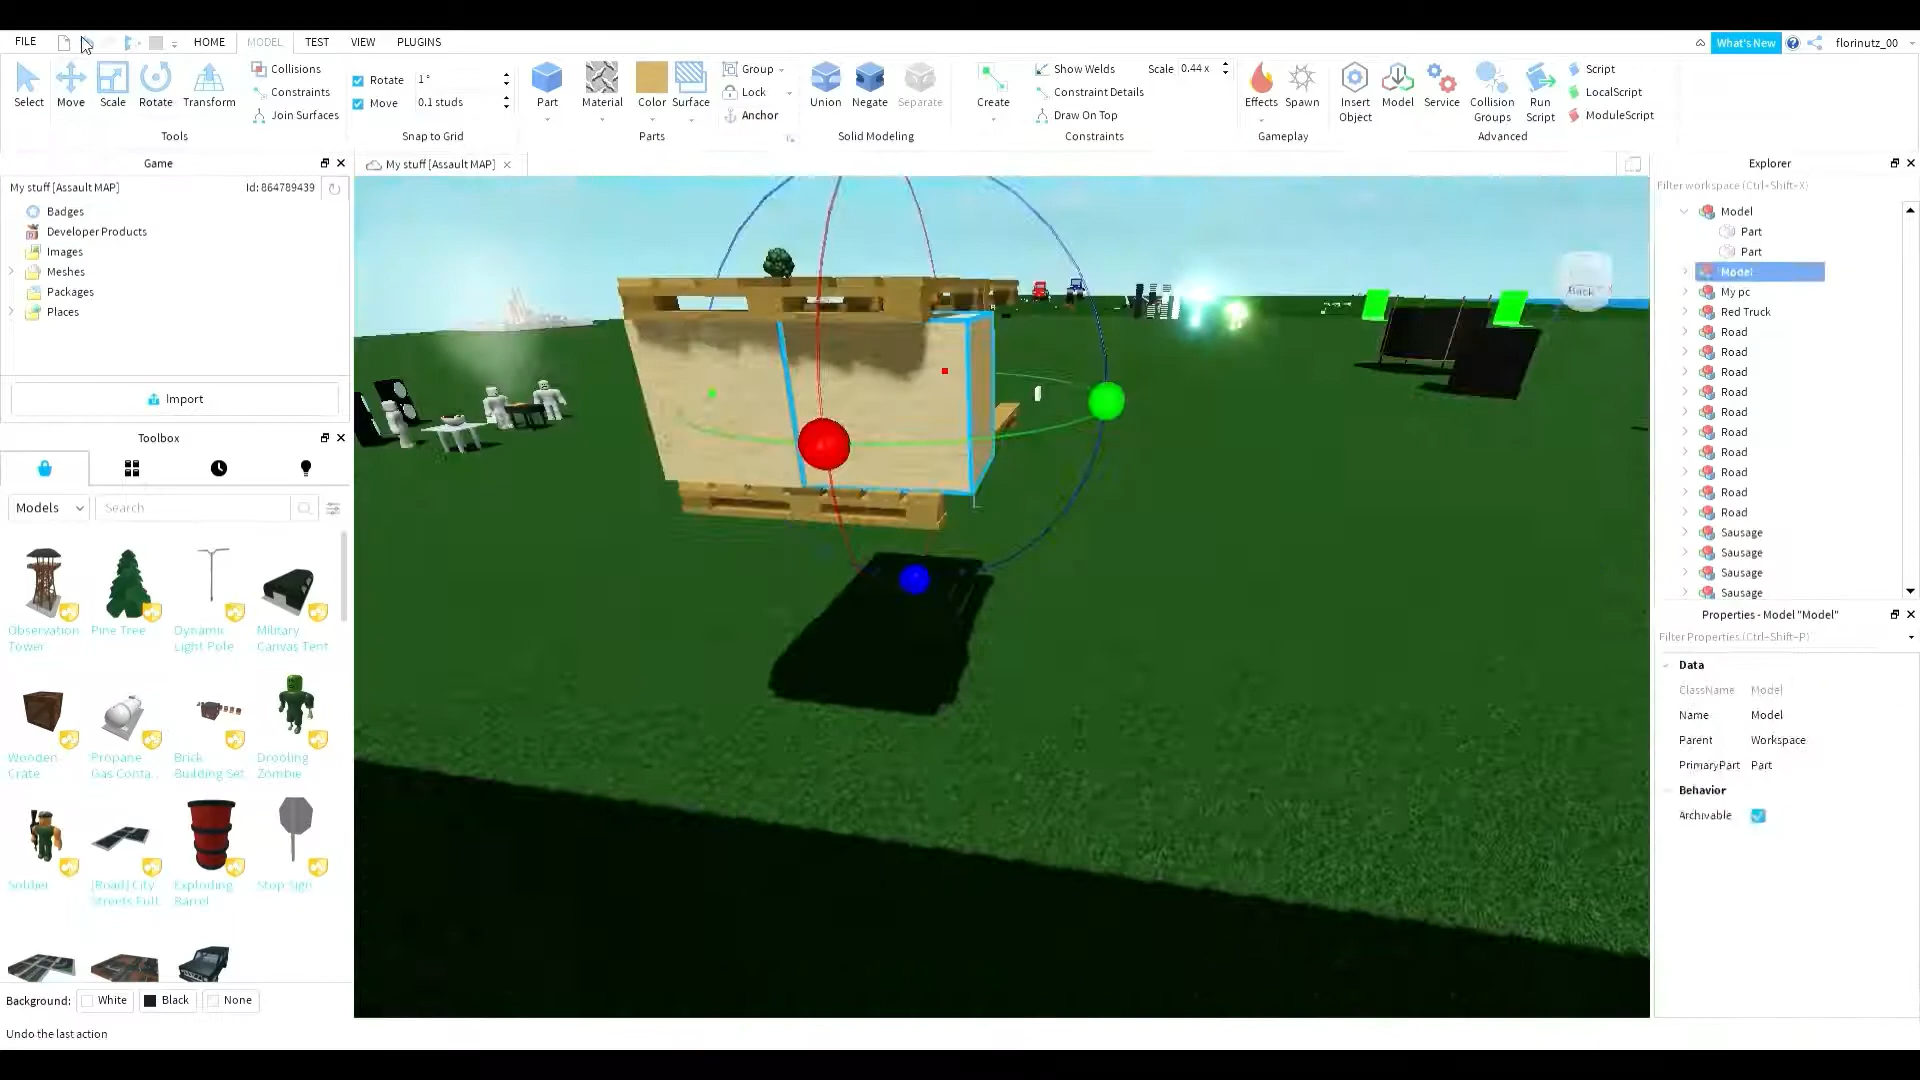 FILE HOME MODEL TEST VIEW PLUGINS What's New florinutz_00
Select Move Scale Rotate Transform
Collisions
Constraints
Join Surfaces
Tools
Rotate 1 °
Move 0.1 studs
Snap to Grid
Part Material Color Surface
Group
Lock
Anchor
Parts
Union Negate Separate
Solid Modeling
Create
Show Welds Scale 0.44 x
Constraint Details
Draw On Top
Constraints
Effects Spawn
Gameplay
Insert Object
Model
Service
Collision Groups
Run Script
Script
LocalScript
ModuleScript
Advanced
Game
My stuff [Assault MAP] Id: 864789439
Badges
Developer Products
Images
Meshes
Packages
Places
Import
Toolbox
Models Search
Observation Tower
Pine Tree
Dynamic Light Pole
Military Canvas Tent
Wooden Crate
Propane Gas Conta...
Brick Building Set
Drooling Zombie
Soldier
[Road] City Streets Full
Exploding Barrel
Stop Sign
Background: White Black None
Undo the last action
My stuff [Assault MAP]
Back
Explorer
Filter workspace (Ctrl+Shift+X)
Model
Part
Part
Model
My pc
Red Truck
Road
Road
Road
Road
Road
Road
Road
Road
Road
Road
Sausage
Sausage
Sausage
Sausage
Properties - Model "Model"
Filter Properties (Ctrl+Shift+P)
Data
ClassName Model
Name Model
Parent Workspace
PrimaryPart Part
Behavior
Archivable